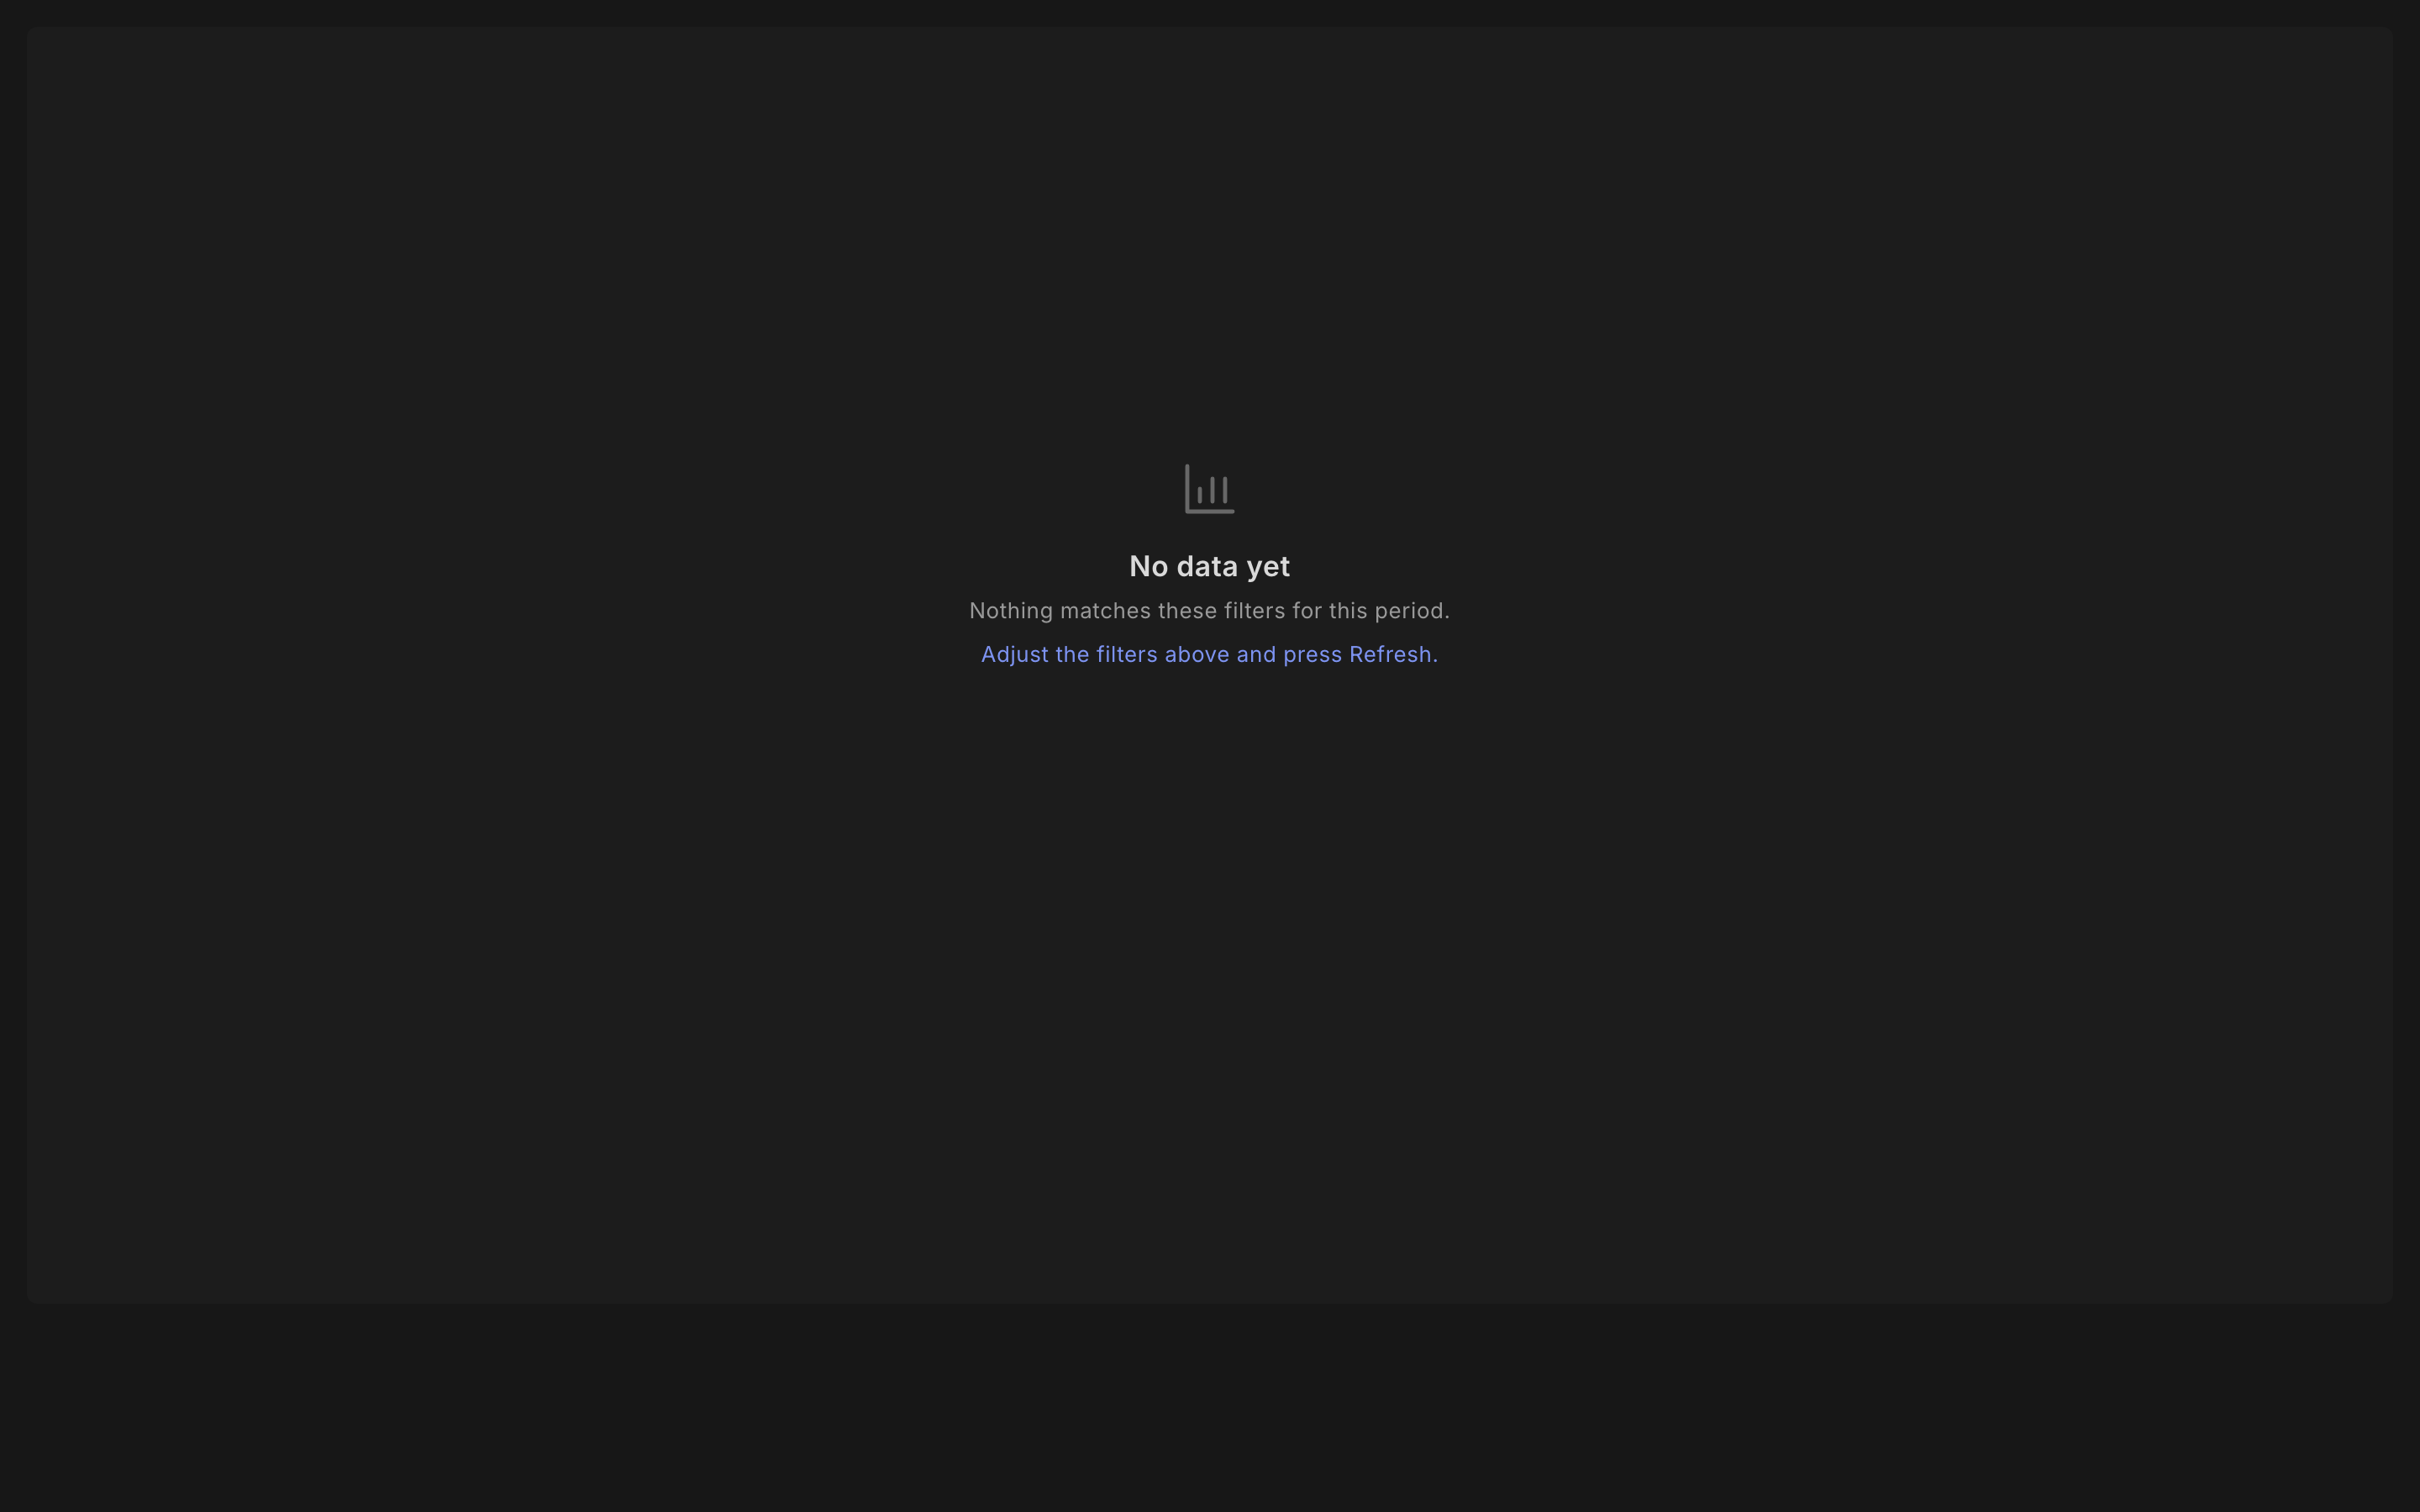 No data yet
Nothing matches these filters for this period.
Adjust the filters above and press Refresh.